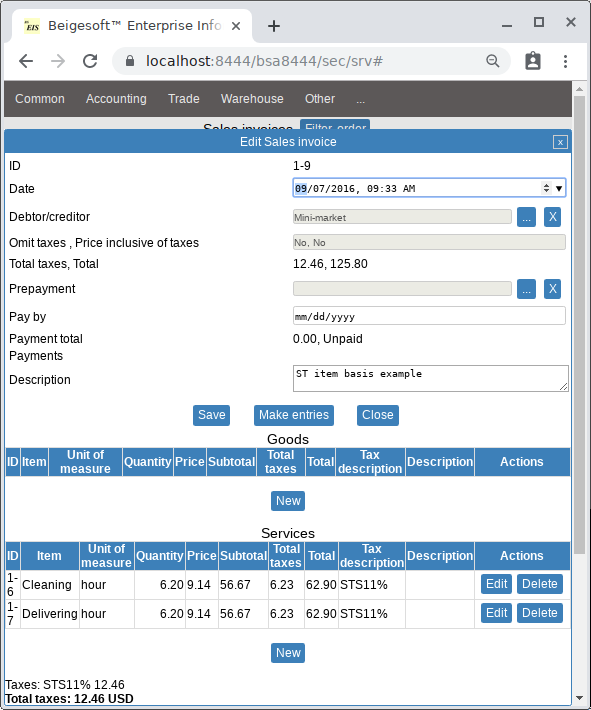 EIS Beigesoft™ Enterprise Info
localhost:8444/bsa8444/sec/srv#
Common Accounting Trade Warehouse Other ...
Sales invoices Filter, order
Edit Sales invoice x
ID 1-9
Date 09/07/2016, 09:33 AM
Debtor/creditor Mini-market ... X
Omit taxes , Price inclusive of taxes No, No
Total taxes, Total 12.46, 125.80
Prepayment ... X
Pay by mm/dd/yyyy
Payment total 0.00, Unpaid
Payments
Description ST item basis example
Save Make entries Close
Goods
ID Item Unit of measure Quantity Price Subtotal Total taxes Total Tax description Description Actions
New
Services
ID Item Unit of measure Quantity Price Subtotal Total taxes Total Tax description Description Actions
1-6 Cleaning hour 6.20 9.14 56.67 6.23 62.90 STS11% Edit Delete
1-7 Delivering hour 6.20 9.14 56.67 6.23 62.90 STS11% Edit Delete
New
Taxes: STS11% 12.46
Total taxes: 12.46 USD